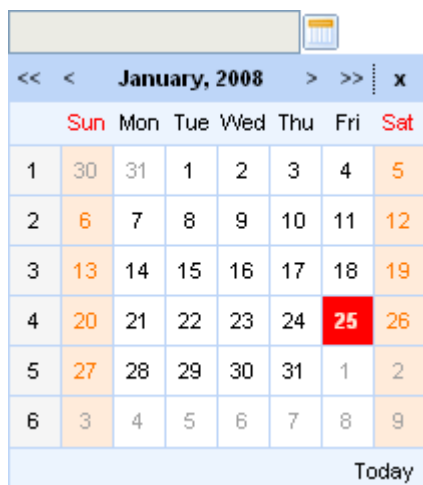 << < January, 2008 > >> x
Sun Mon Tue Wed Thu Fri Sat
1 30 31 1 2 3 4 5
2 6 7 8 9 10 11 12
3 13 14 15 16 17 18 19
4 20 21 22 23 24 25 26
5 27 28 29 30 31 1 2
6 3 4 5 6 7 8 9
Today